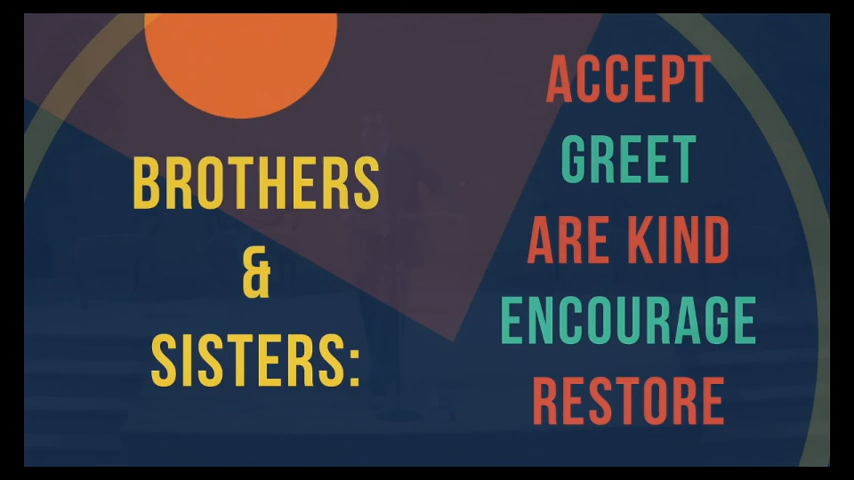 BROTHERS
&
SISTERS:
ACCEPT
GREET
ARE KIND
ENCOURAGE
RESTORE